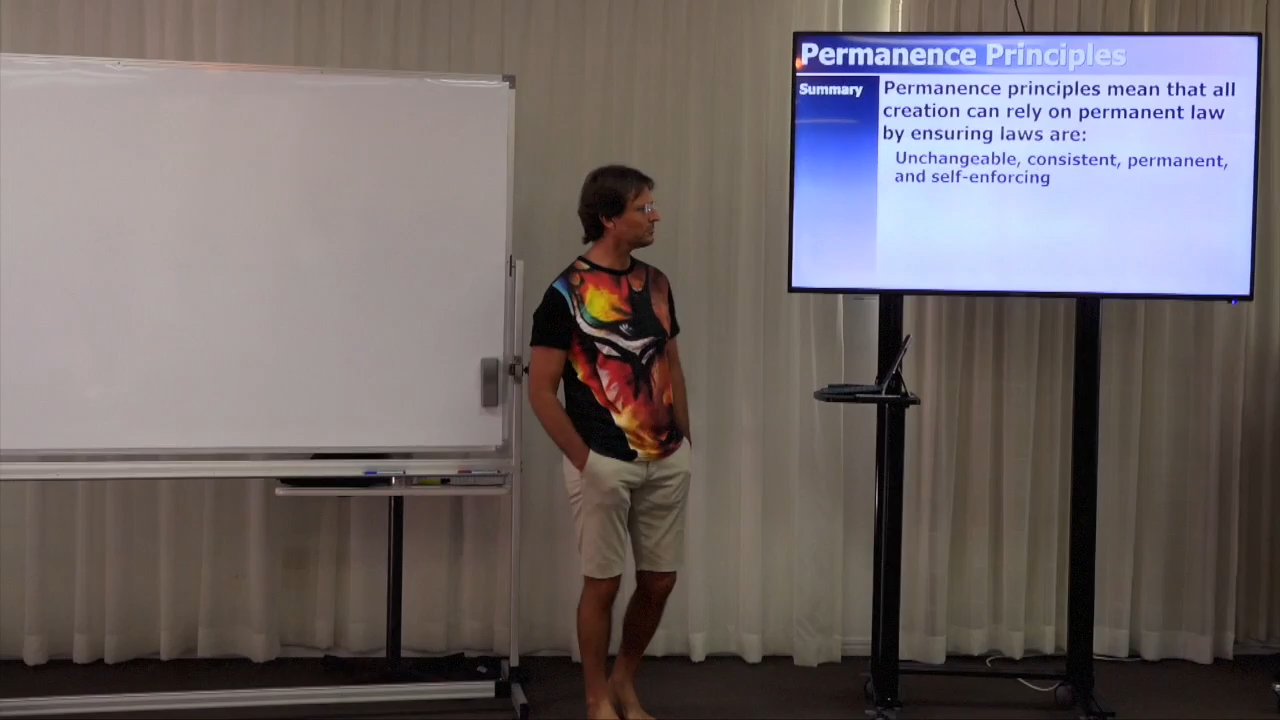 Permanence Principles
Summary
Permanence principles mean that all
creation can rely on permanent law
by ensuring laws are:
Unchangeable, consistent, permanent,
and self-enforcing